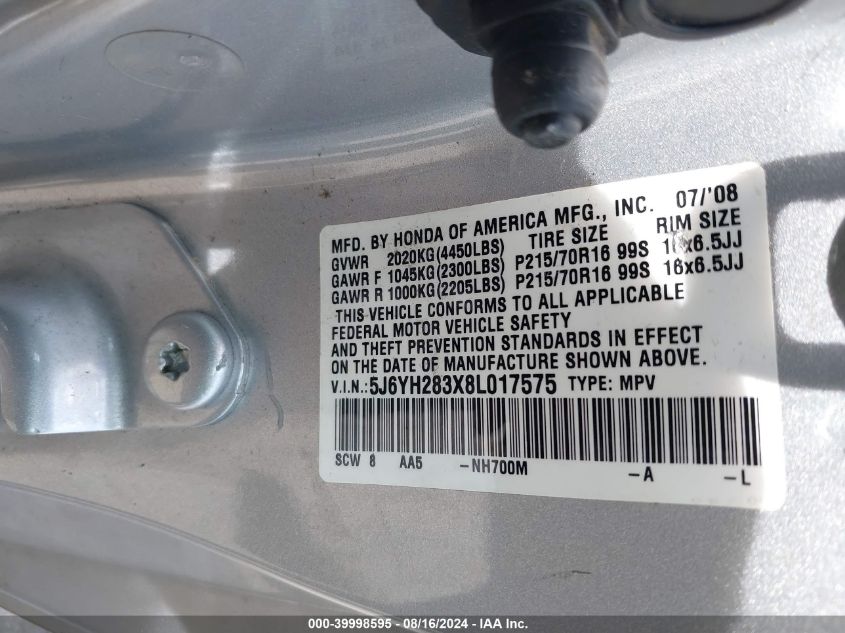 MFD. BY HONDA OF AMERICA MFG., INC. 07/'08
GVWR 2020KG(4450LBS) TIRE SIZE RIM SIZE
GAWR F 1045KG(2300LBS) P215/70R16 99S 16x6.5JJ
GAWR R 1000KG(2205LBS) P215/70R16 99S 16x6.5JJ
THIS VEHICLE CONFORMS TO ALL APPLICABLE
FEDERAL MOTOR VEHICLE SAFETY
AND THEFT PREVENTION STANDARDS IN EFFECT
ON THE DATE OF MANUFACTURE SHOWN ABOVE.
V.I.N.:5J6YH283X8L017575 TYPE: MPV
SCW 8 AA5 -NH700M -A -L
000-39998595 - 08/16/2024 - IAAI Inc.